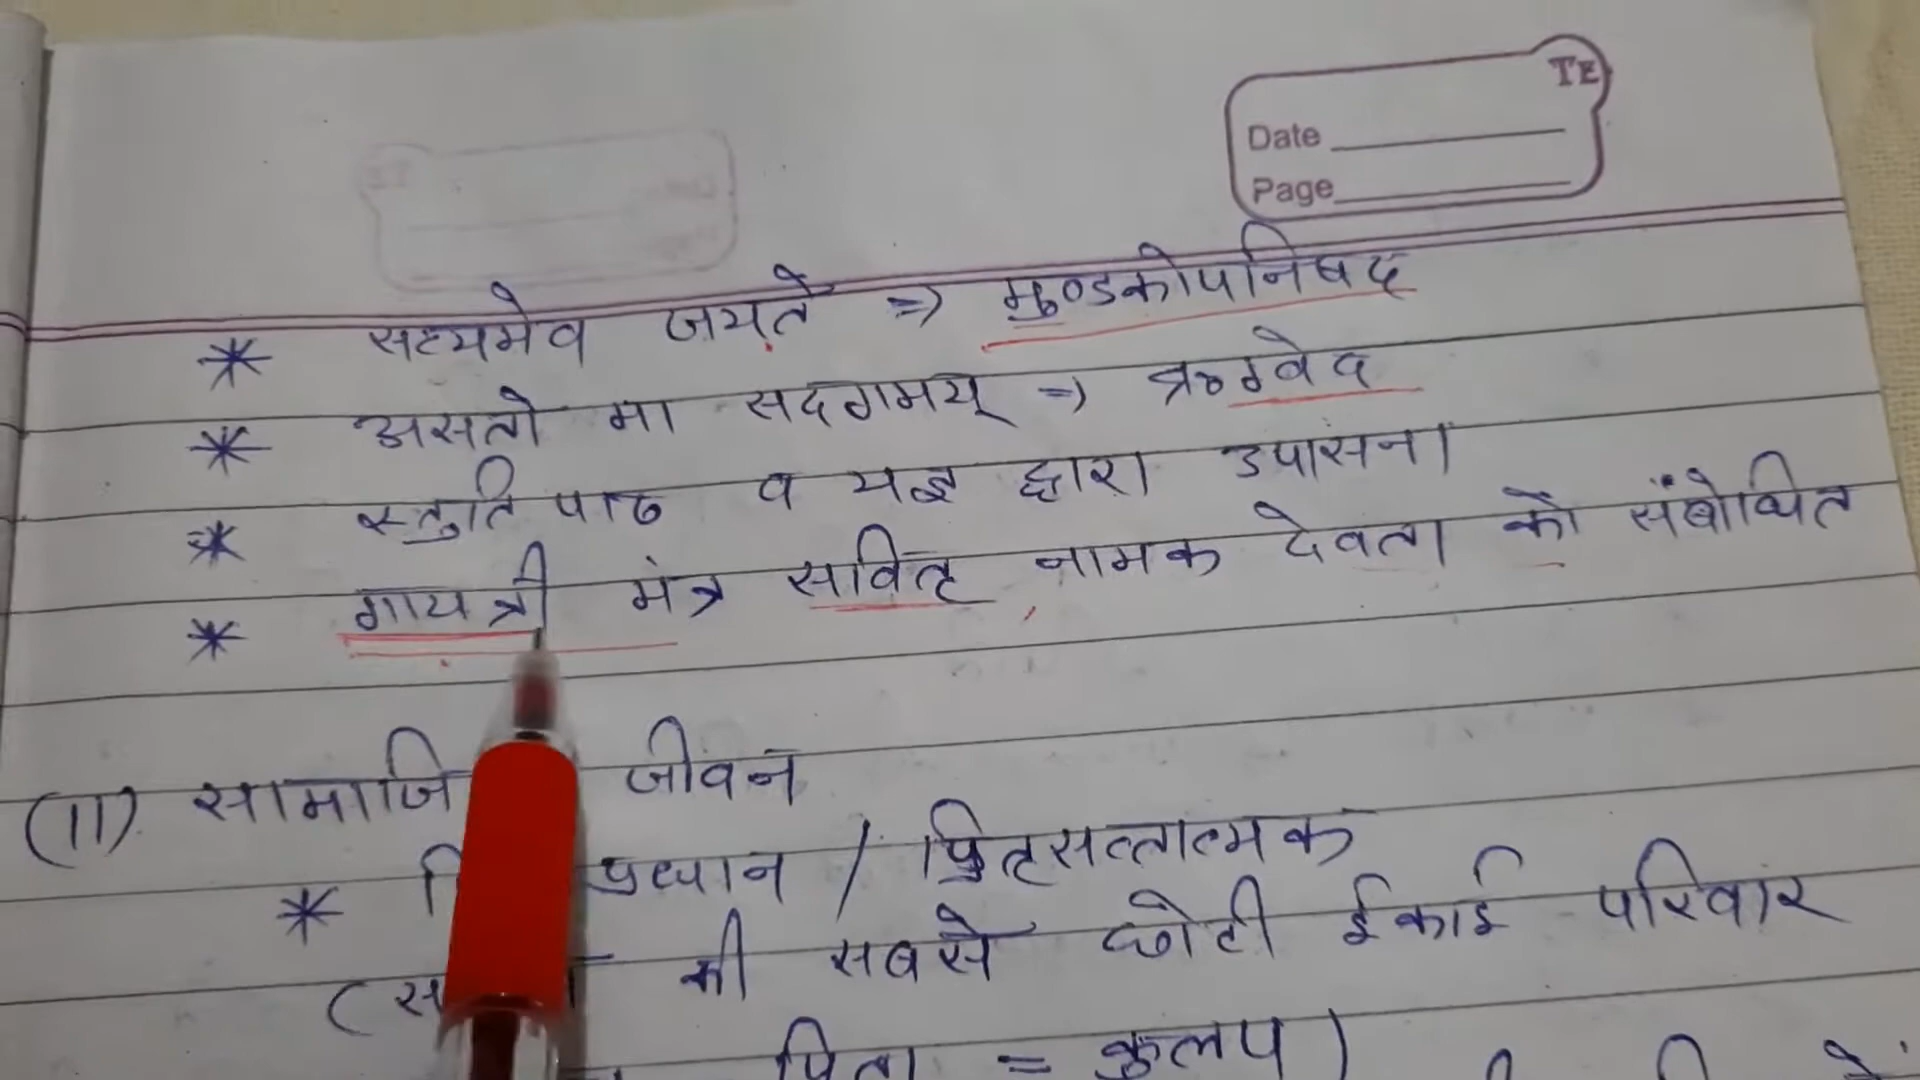 TE
Date
Page
* सत्यमेव जयते => मुण्डकोपनिषद
* असतो मा सदगमय् => ऋग्वेद
* स्तुति पाठ व यज्ञ द्वारा उपासना
* गायत्री मंत्र सवितृ नामक देवता को संबोधित
(II) सामाजि जीवन
* प्रधान / पितृसत्तात्मक
(स की सबसे छोटी ईकाई परिवार
पिता = कुलप)